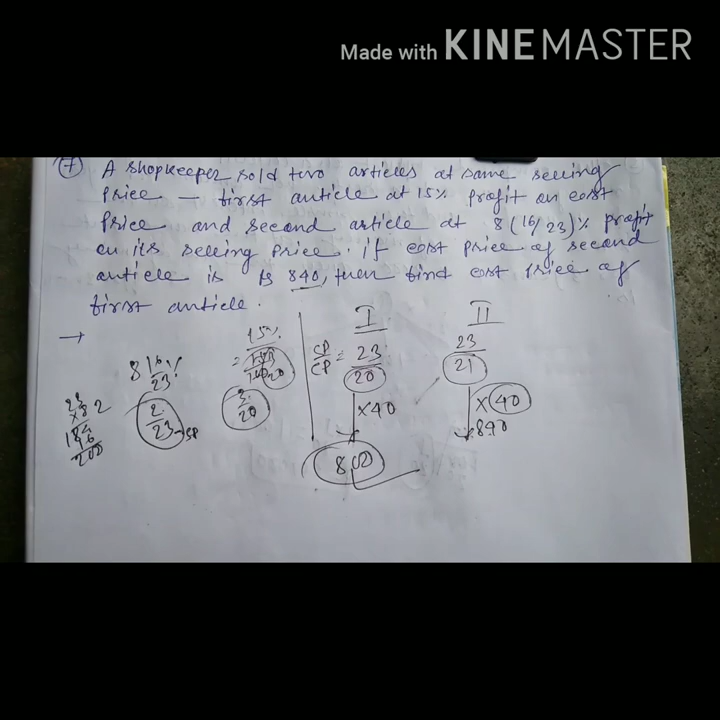 Made with KINEMASTER
7 A shopkeeper sold two articles at same selling
price — first article at 15% profit on cost
price and second article at 8(16/23)% profit
on its selling price. if cost price of second
article is Rs 840, then find cost price of
first article.
→
I II
15%
8 16/23 %
= 20
CP/CP = 23/20
23/21
2/23 → SP
3/20
×40
×40
840
800
200